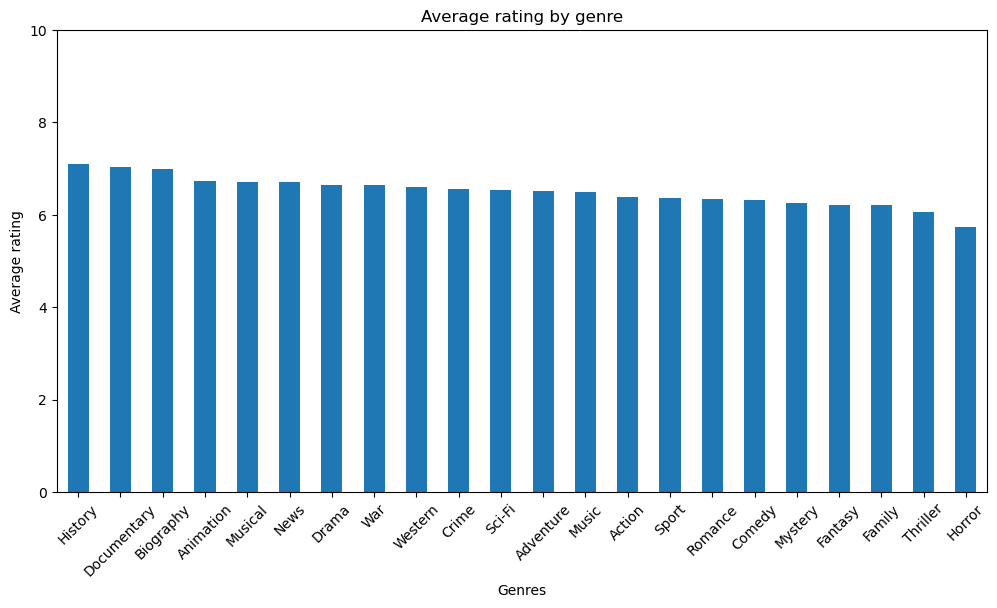 Average rating by genre
10
8
6
4
2
0
Average rating
History
Documentary
Biography
Animation
Musical
News
Drama
War
Western
Crime
Sci-Fi
Adventure
Music
Action
Sport
Romance
Comedy
Mystery
Fantasy
Family
Thriller
Horror
Genres